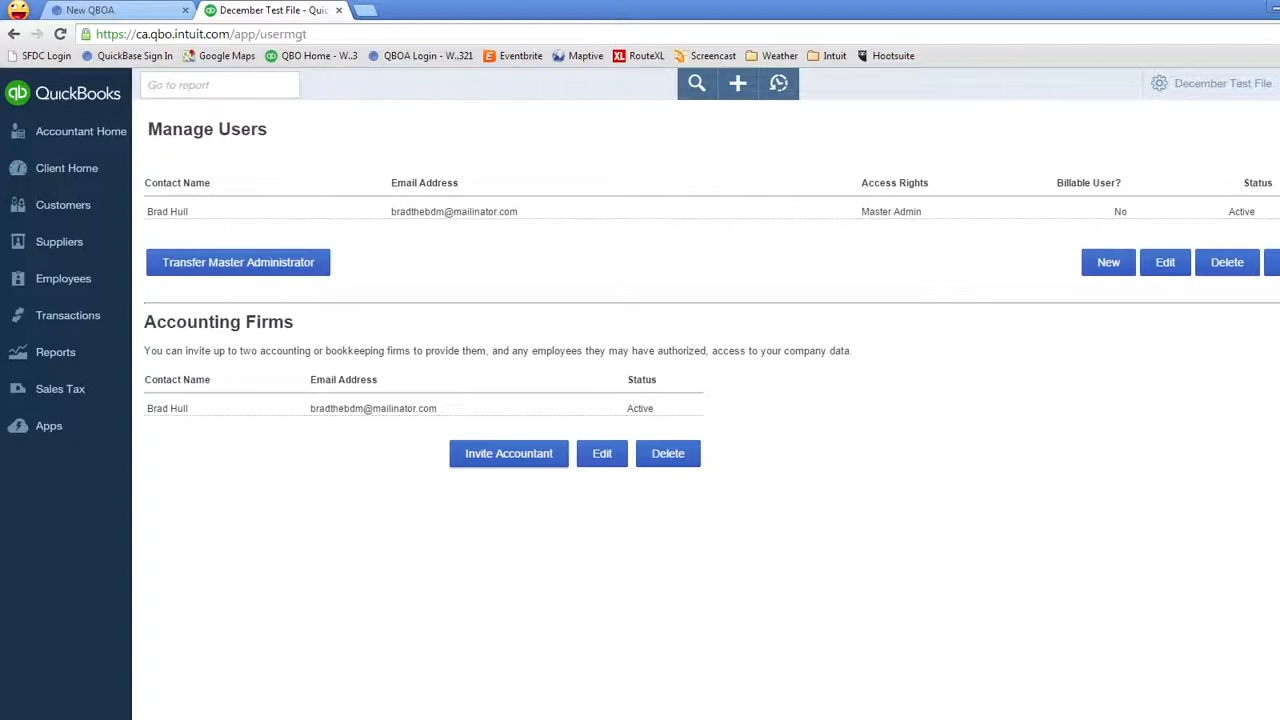 New QBOA
December Test File - Quic
https://ca.qbo.intuit.com/app/usermgt
SFDC Login QuickBase Sign In Google Maps QBO Home - W..3 QBOA Login - W..321 Eventbrite Maptive XL RouteXL Screencast Weather Intuit Hootsuite
qb QuickBooks
Go to report
December Test File
Accountant Home
Client Home
Customers
Suppliers
Employees
Transactions
Reports
Sales Tax
Apps
Manage Users
Contact Name Email Address Access Rights Billable User? Status
Brad Hull bradthebdm@mailinator.com Master Admin No Active
Transfer Master Administrator New Edit Delete
Accounting Firms
You can invite up to two accounting or bookkeeping firms to provide them, and any employees they may have authorized, access to your company data.
Contact Name Email Address Status
Brad Hull bradthebdm@mailinator.com Active
Invite Accountant Edit Delete